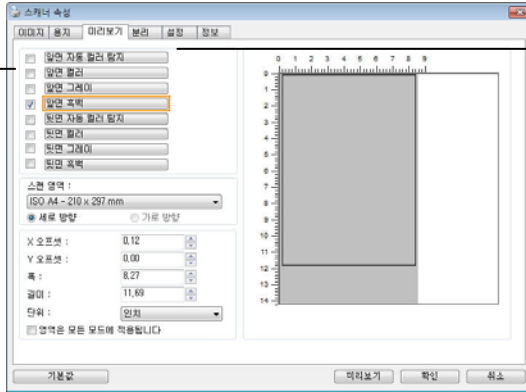 스캐너 속성
이미지 용지 미리보기 분리 설정 정보
앞면 자동 컬러 탐지
앞면 컬러
앞면 그레이
앞면 흑백
뒷면 자동 컬러 탐지
뒷면 컬러
뒷면 그레이
뒷면 흑백
스캔 영역 :
ISO A4 - 210 x 297 mm
세로 방향 가로 방향
X 오프셋 : 0,12
Y 오프셋 : 0,00
폭 : 8,27
길이 : 11,69
단위 : 인치
영역은 모든 모드에 적용됩니다
0 1 2 3 4 5 6 7 8 9
0
1
2
3
4
5
6
7
8
9
10
11
12
13
14
기본값 미리보기 확인 취소